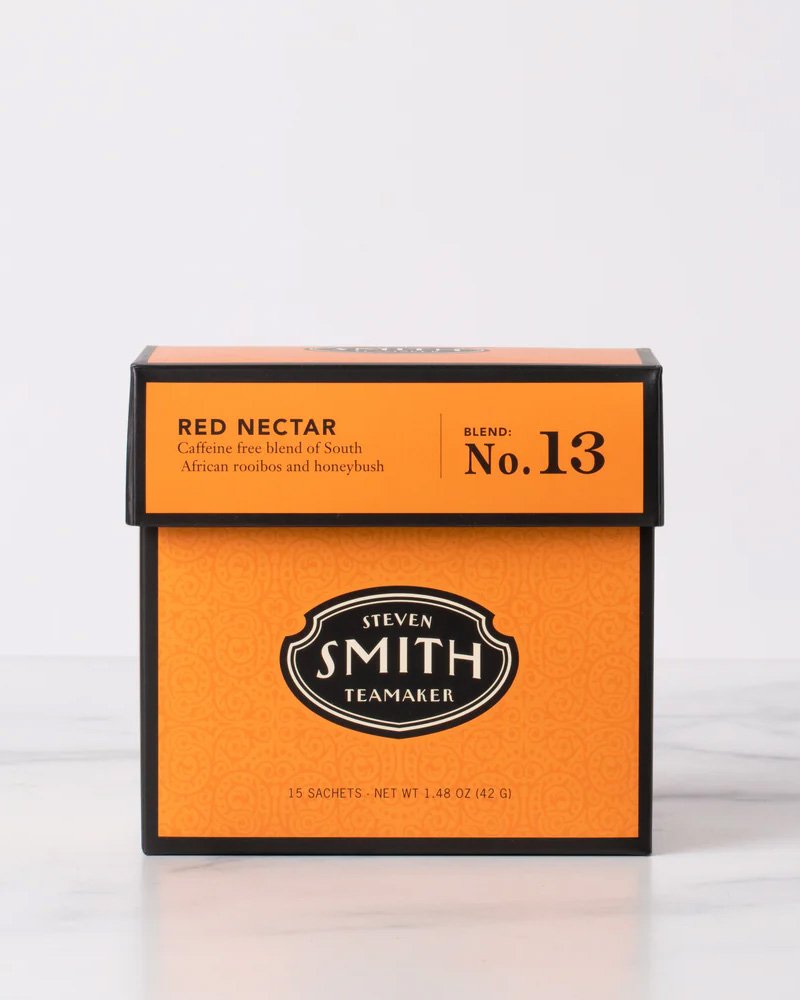 RED NECTAR
Caffeine free blend of South
African rooibos and honeybush
BLEND:
No. 13
STEVEN
SMITH
TEAMAKER
15 SACHETS - NET WT 1.48 OZ (42 G)